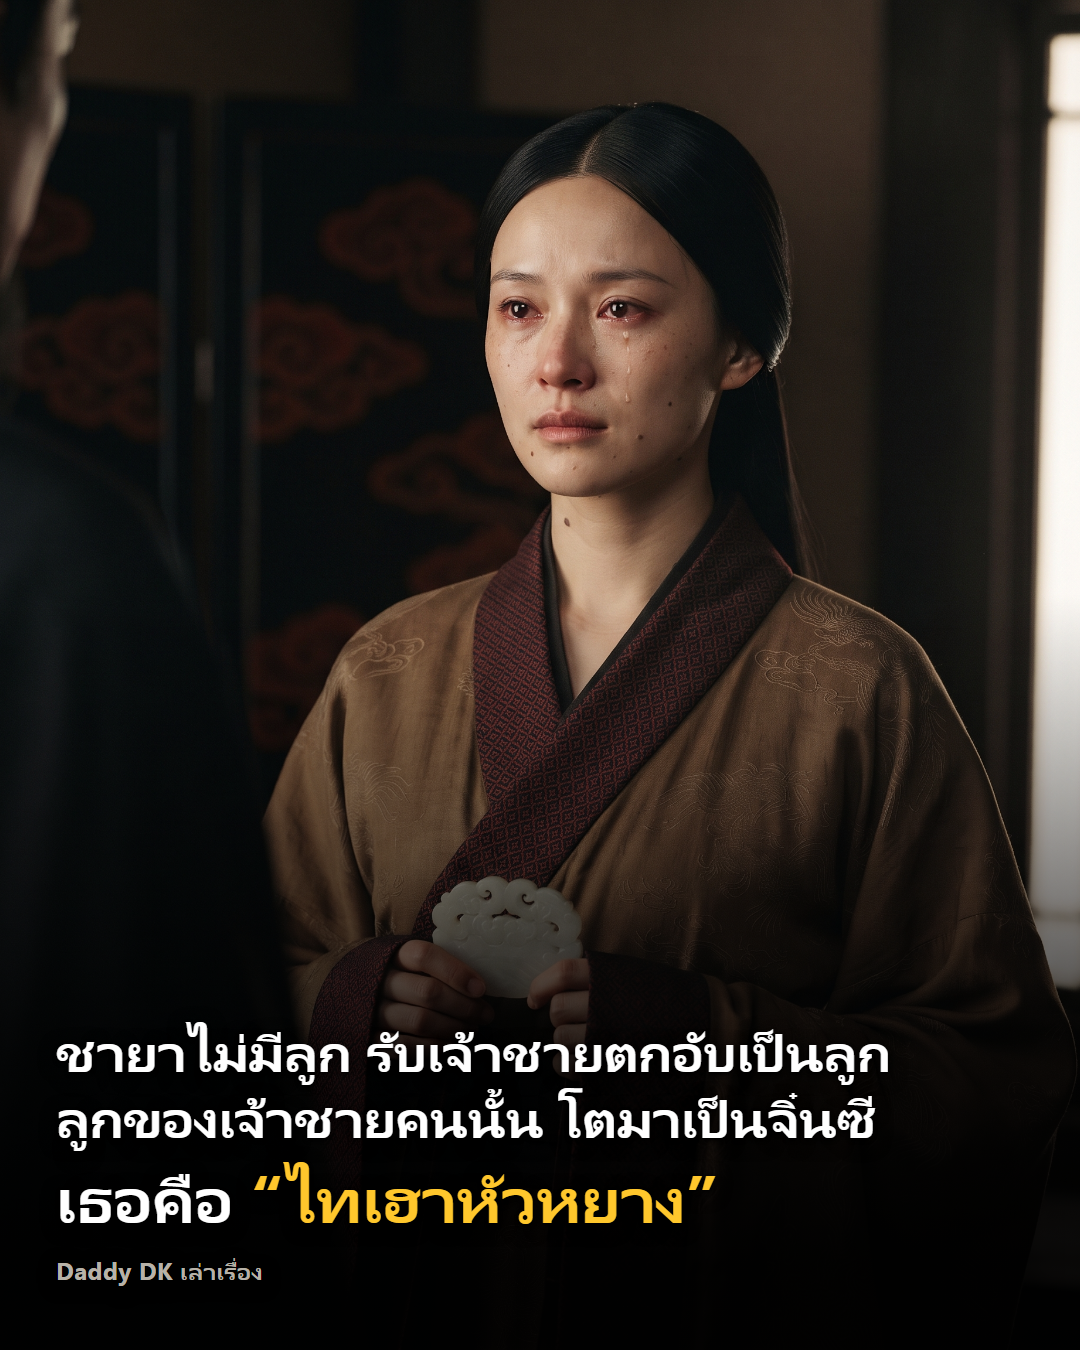 ชายาไม่มีลูก รับเจ้าชายตกอับเป็นลูก
ลูกของเจ้าชายคนนั้น โตมาเป็นจิ๋นซี
เธอคือ “ไทเฮาหัวหยาง”
Daddy DK เล่าเรื่อง